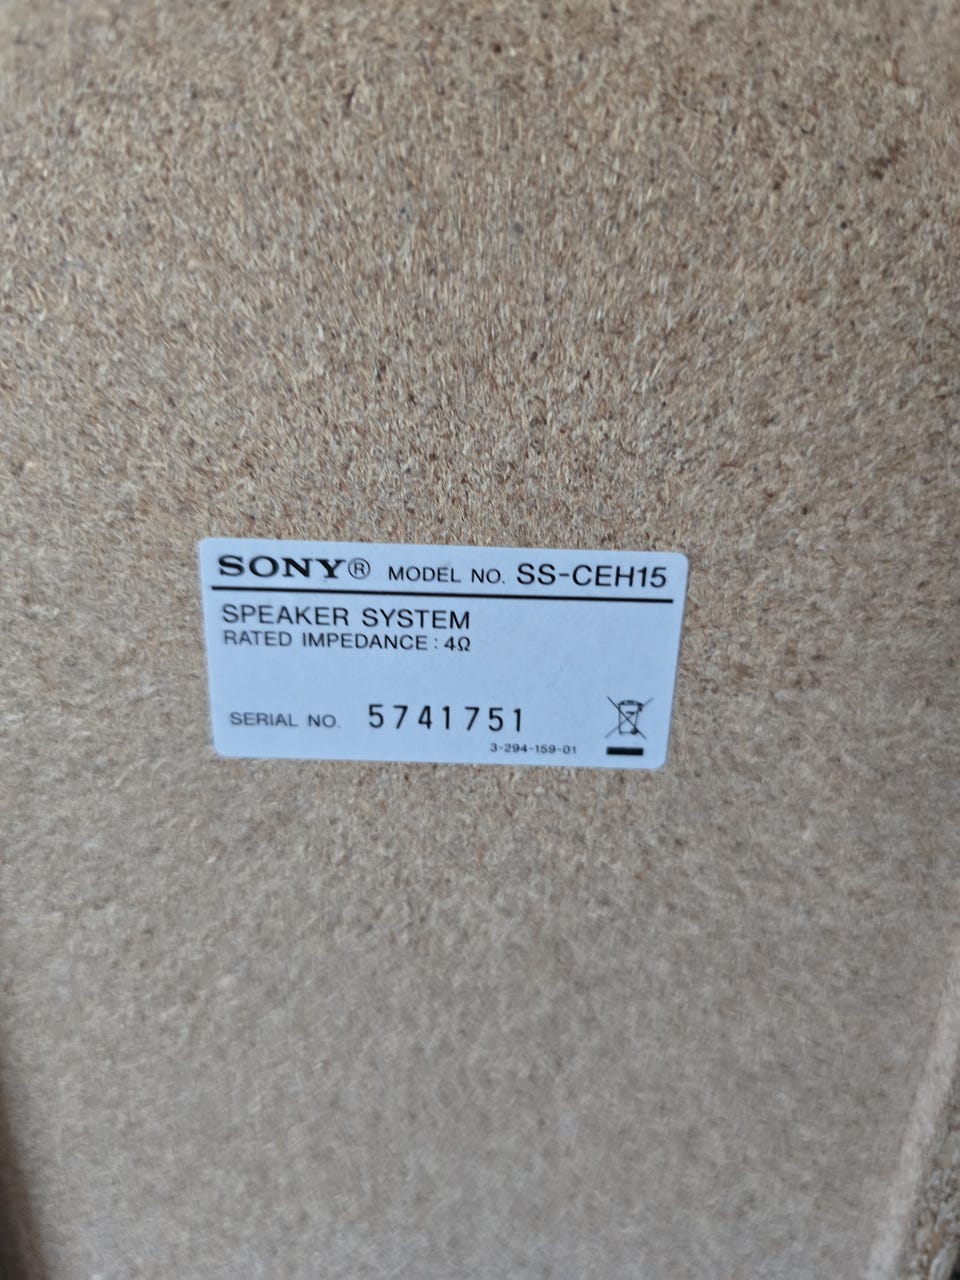 SONY® MODEL NO. SS-CEH15
SPEAKER SYSTEM
RATED IMPEDANCE : 4Ω
SERIAL NO. 5741751
3-294-159-01